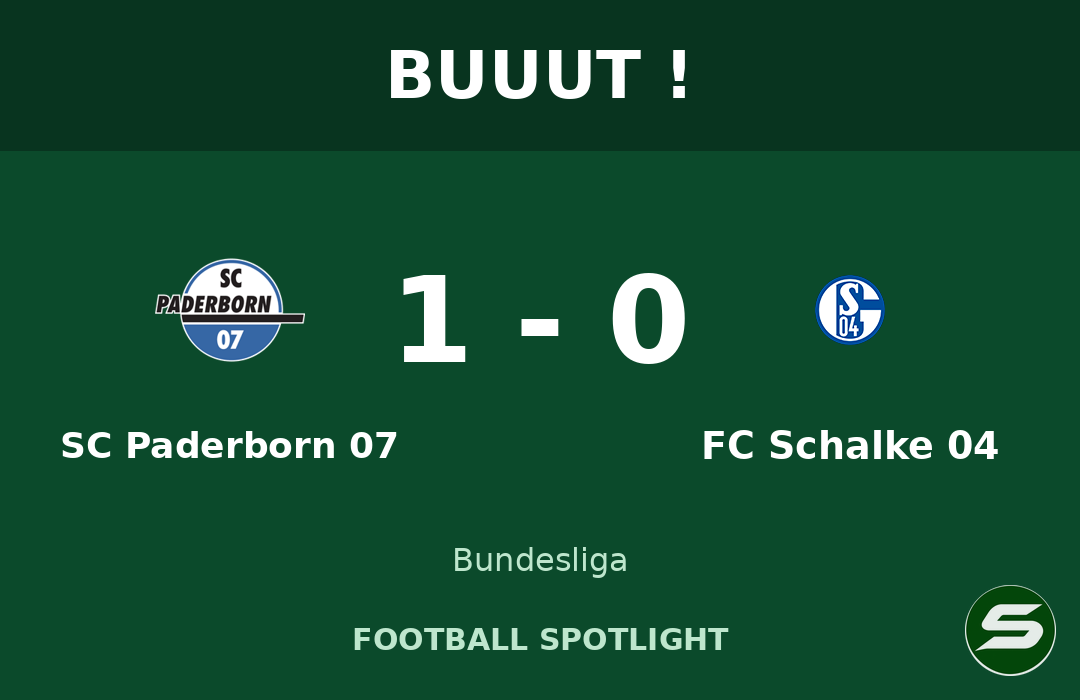 BUUUT !
SC
PADERBORN
07
1 - 0
S
04
SC Paderborn 07
FC Schalke 04
Bundesliga
FOOTBALL SPOTLIGHT
S